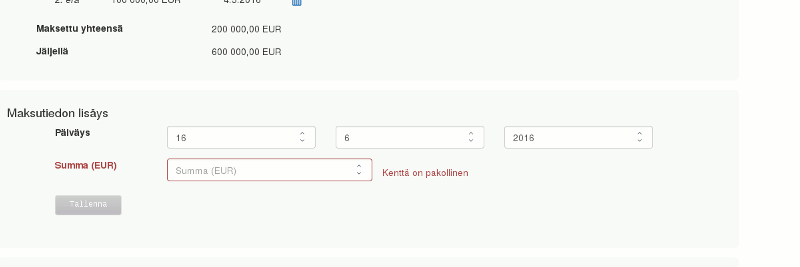 2. erä 100 000,00 EUR 4.5.2016
Maksettu yhteensä 200 000,00 EUR
Jäljellä 600 000,00 EUR
Maksutiedon lisäys
Päiväys 16 6 2016
Summa (EUR) Summa (EUR) Kenttä on pakollinen
Tallenna